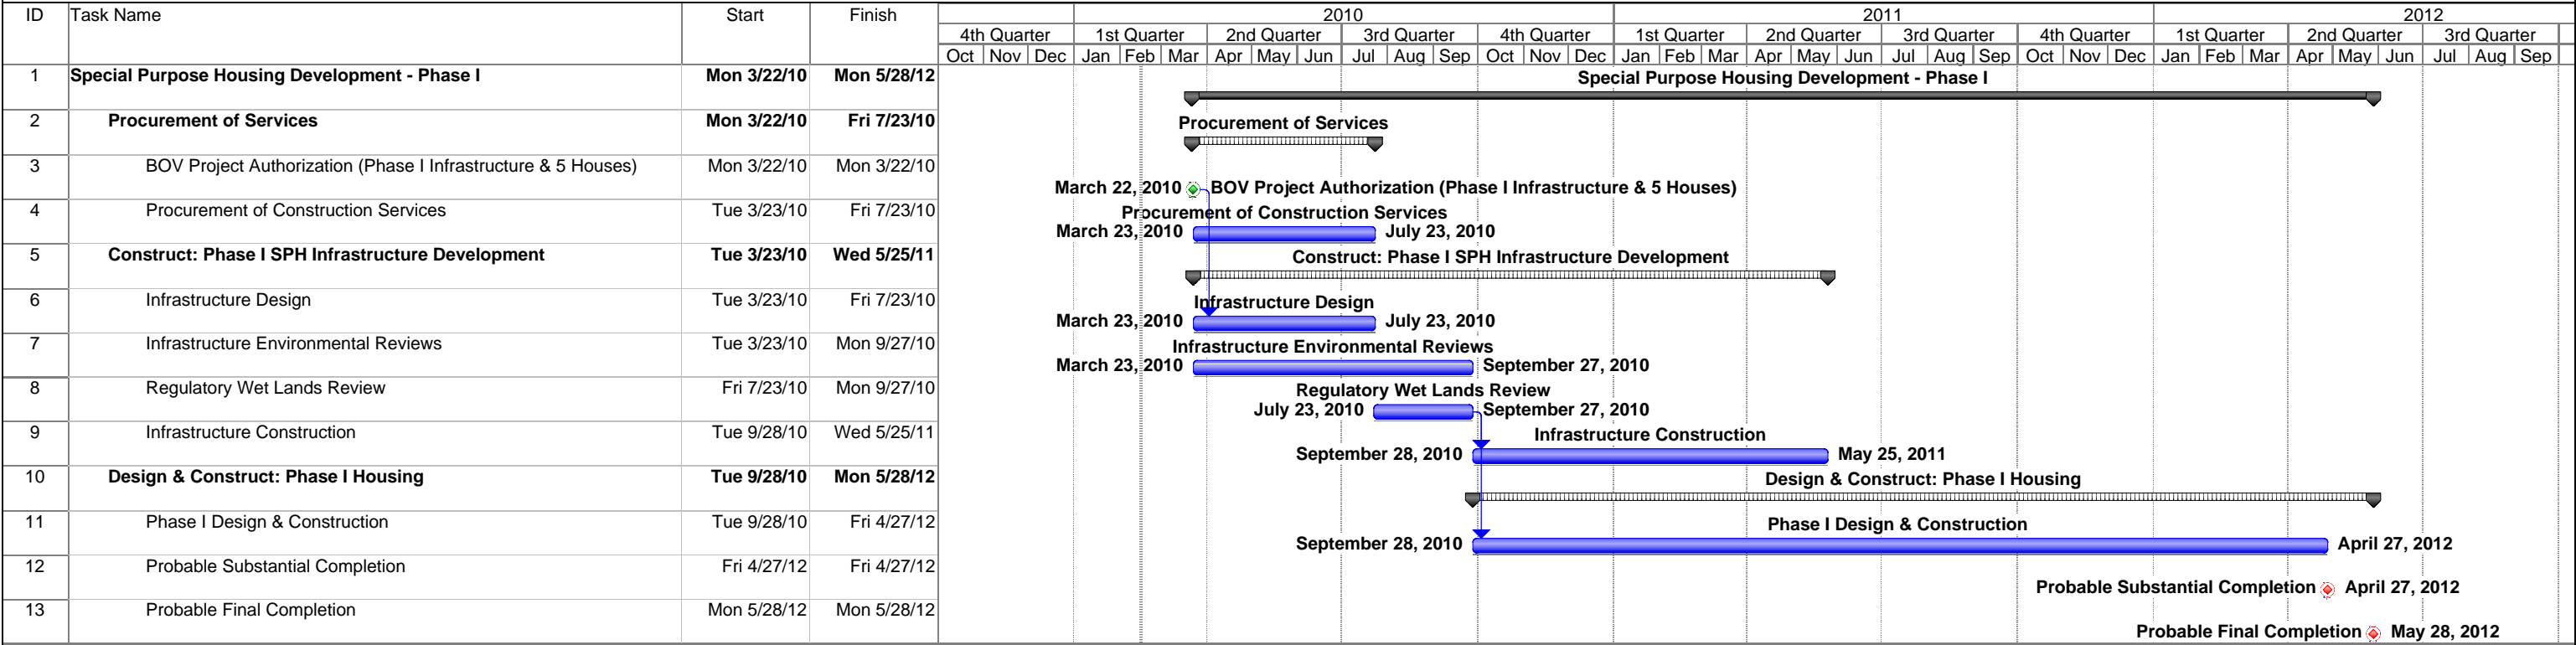 ID Task Name Start Finish 2010 2011 2012
4th Quarter 1st Quarter 2nd Quarter 3rd Quarter 4th Quarter 1st Quarter 2nd Quarter 3rd Quarter 4th Quarter 1st Quarter 2nd Quarter 3rd Quarter
Oct Nov Dec Jan Feb Mar Apr May Jun Jul Aug Sep Oct Nov Dec Jan Feb Mar Apr May Jun Jul Aug Sep Oct Nov Dec Jan Feb Mar Apr May Jun Jul Aug Sep
1 Special Purpose Housing Development - Phase I Mon 3/22/10 Mon 5/28/12 Special Purpose Housing Development - Phase I
2 Procurement of Services Mon 3/22/10 Fri 7/23/10 Procurement of Services
3 BOV Project Authorization (Phase I Infrastructure & 5 Houses) Mon 3/22/10 Mon 3/22/10
March 22, 2010 BOV Project Authorization (Phase I Infrastructure & 5 Houses)
4 Procurement of Construction Services Tue 3/23/10 Fri 7/23/10 Procurement of Construction Services
March 23, 2010 July 23, 2010
5 Construct: Phase I SPH Infrastructure Development Tue 3/23/10 Wed 5/25/11 Construct: Phase I SPH Infrastructure Development
6 Infrastructure Design Tue 3/23/10 Fri 7/23/10 Infrastructure Design
March 23, 2010 July 23, 2010
7 Infrastructure Environmental Reviews Tue 3/23/10 Mon 9/27/10 Infrastructure Environmental Reviews
March 23, 2010 September 27, 2010
8 Regulatory Wet Lands Review Fri 7/23/10 Mon 9/27/10 Regulatory Wet Lands Review
July 23, 2010 September 27, 2010
9 Infrastructure Construction Tue 9/28/10 Wed 5/25/11 Infrastructure Construction
September 28, 2010 May 25, 2011
10 Design & Construct: Phase I Housing Tue 9/28/10 Mon 5/28/12 Design & Construct: Phase I Housing
11 Phase I Design & Construction Tue 9/28/10 Fri 4/27/12 Phase I Design & Construction
September 28, 2010 April 27, 2012
12 Probable Substantial Completion Fri 4/27/12 Fri 4/27/12
Probable Substantial Completion April 27, 2012
13 Probable Final Completion Mon 5/28/12 Mon 5/28/12
Probable Final Completion May 28, 2012